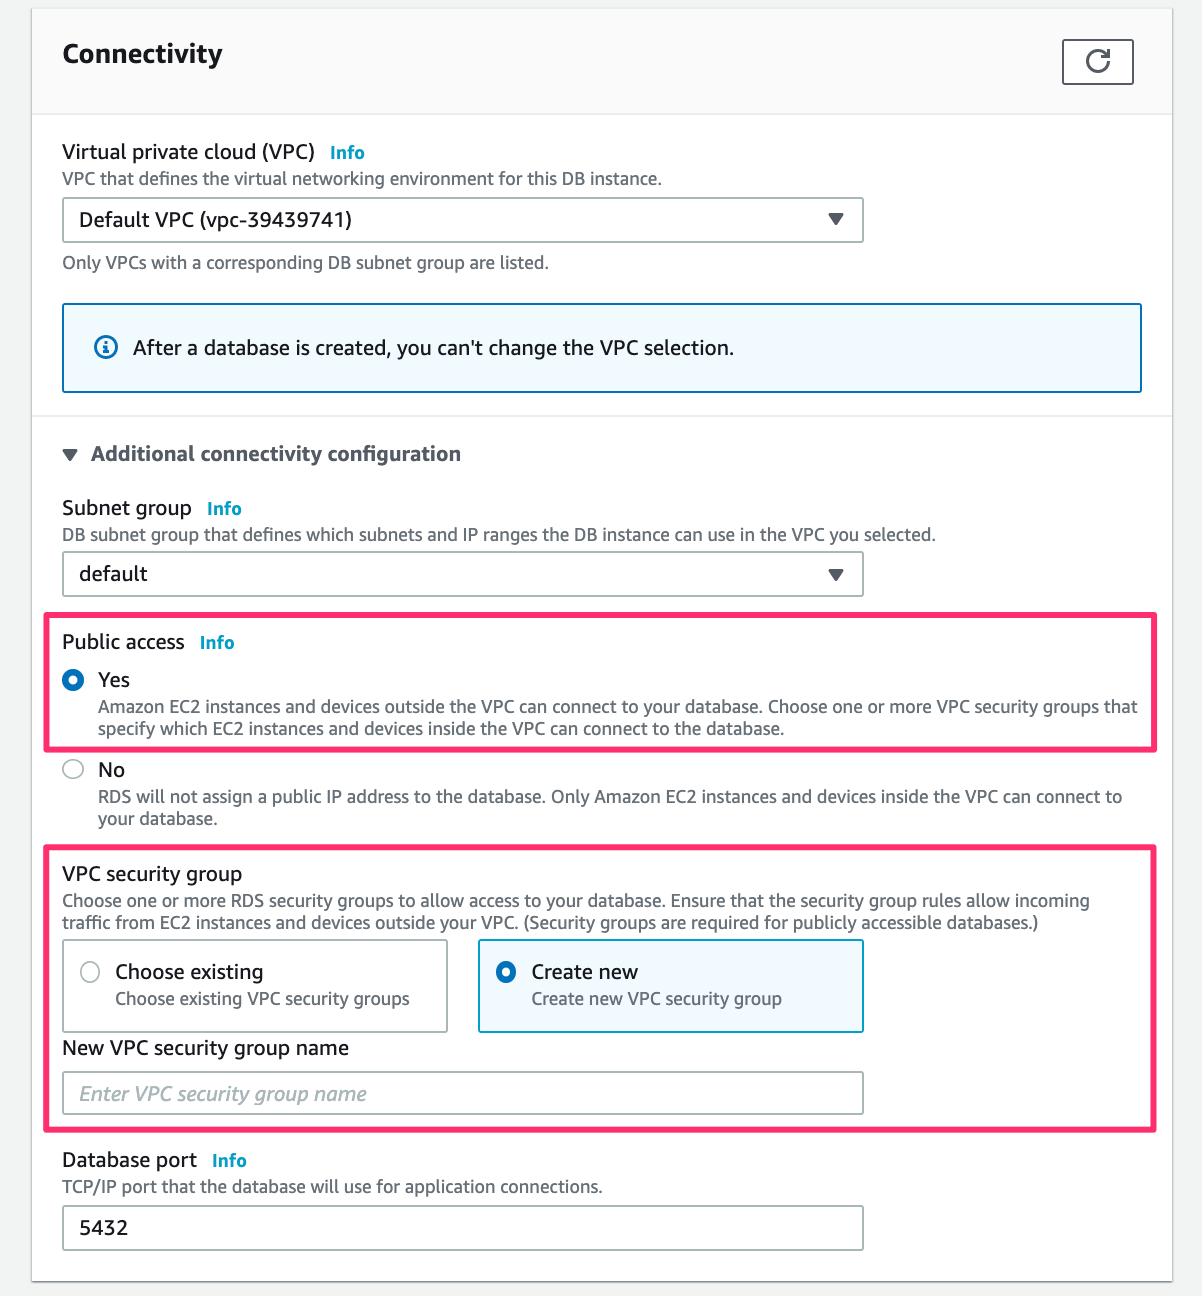 Connectivity
Virtual private cloud (VPC) Info
VPC that defines the virtual networking environment for this DB instance.
Default VPC (vpc-39439741)
Only VPCs with a corresponding DB subnet group are listed.
After a database is created, you can't change the VPC selection.
Additional connectivity configuration
Subnet group Info
DB subnet group that defines which subnets and IP ranges the DB instance can use in the VPC you selected.
default
Public access Info
Yes
Amazon EC2 instances and devices outside the VPC can connect to your database. Choose one or more VPC security groups that
specify which EC2 instances and devices inside the VPC can connect to the database.
No
RDS will not assign a public IP address to the database. Only Amazon EC2 instances and devices inside the VPC can connect to
your database.
VPC security group
Choose one or more RDS security groups to allow access to your database. Ensure that the security group rules allow incoming
traffic from EC2 instances and devices outside your VPC. (Security groups are required for publicly accessible databases.)
Choose existing
Choose existing VPC security groups
Create new
Create new VPC security group
New VPC security group name
Enter VPC security group name
Database port Info
TCP/IP port that the database will use for application connections.
5432